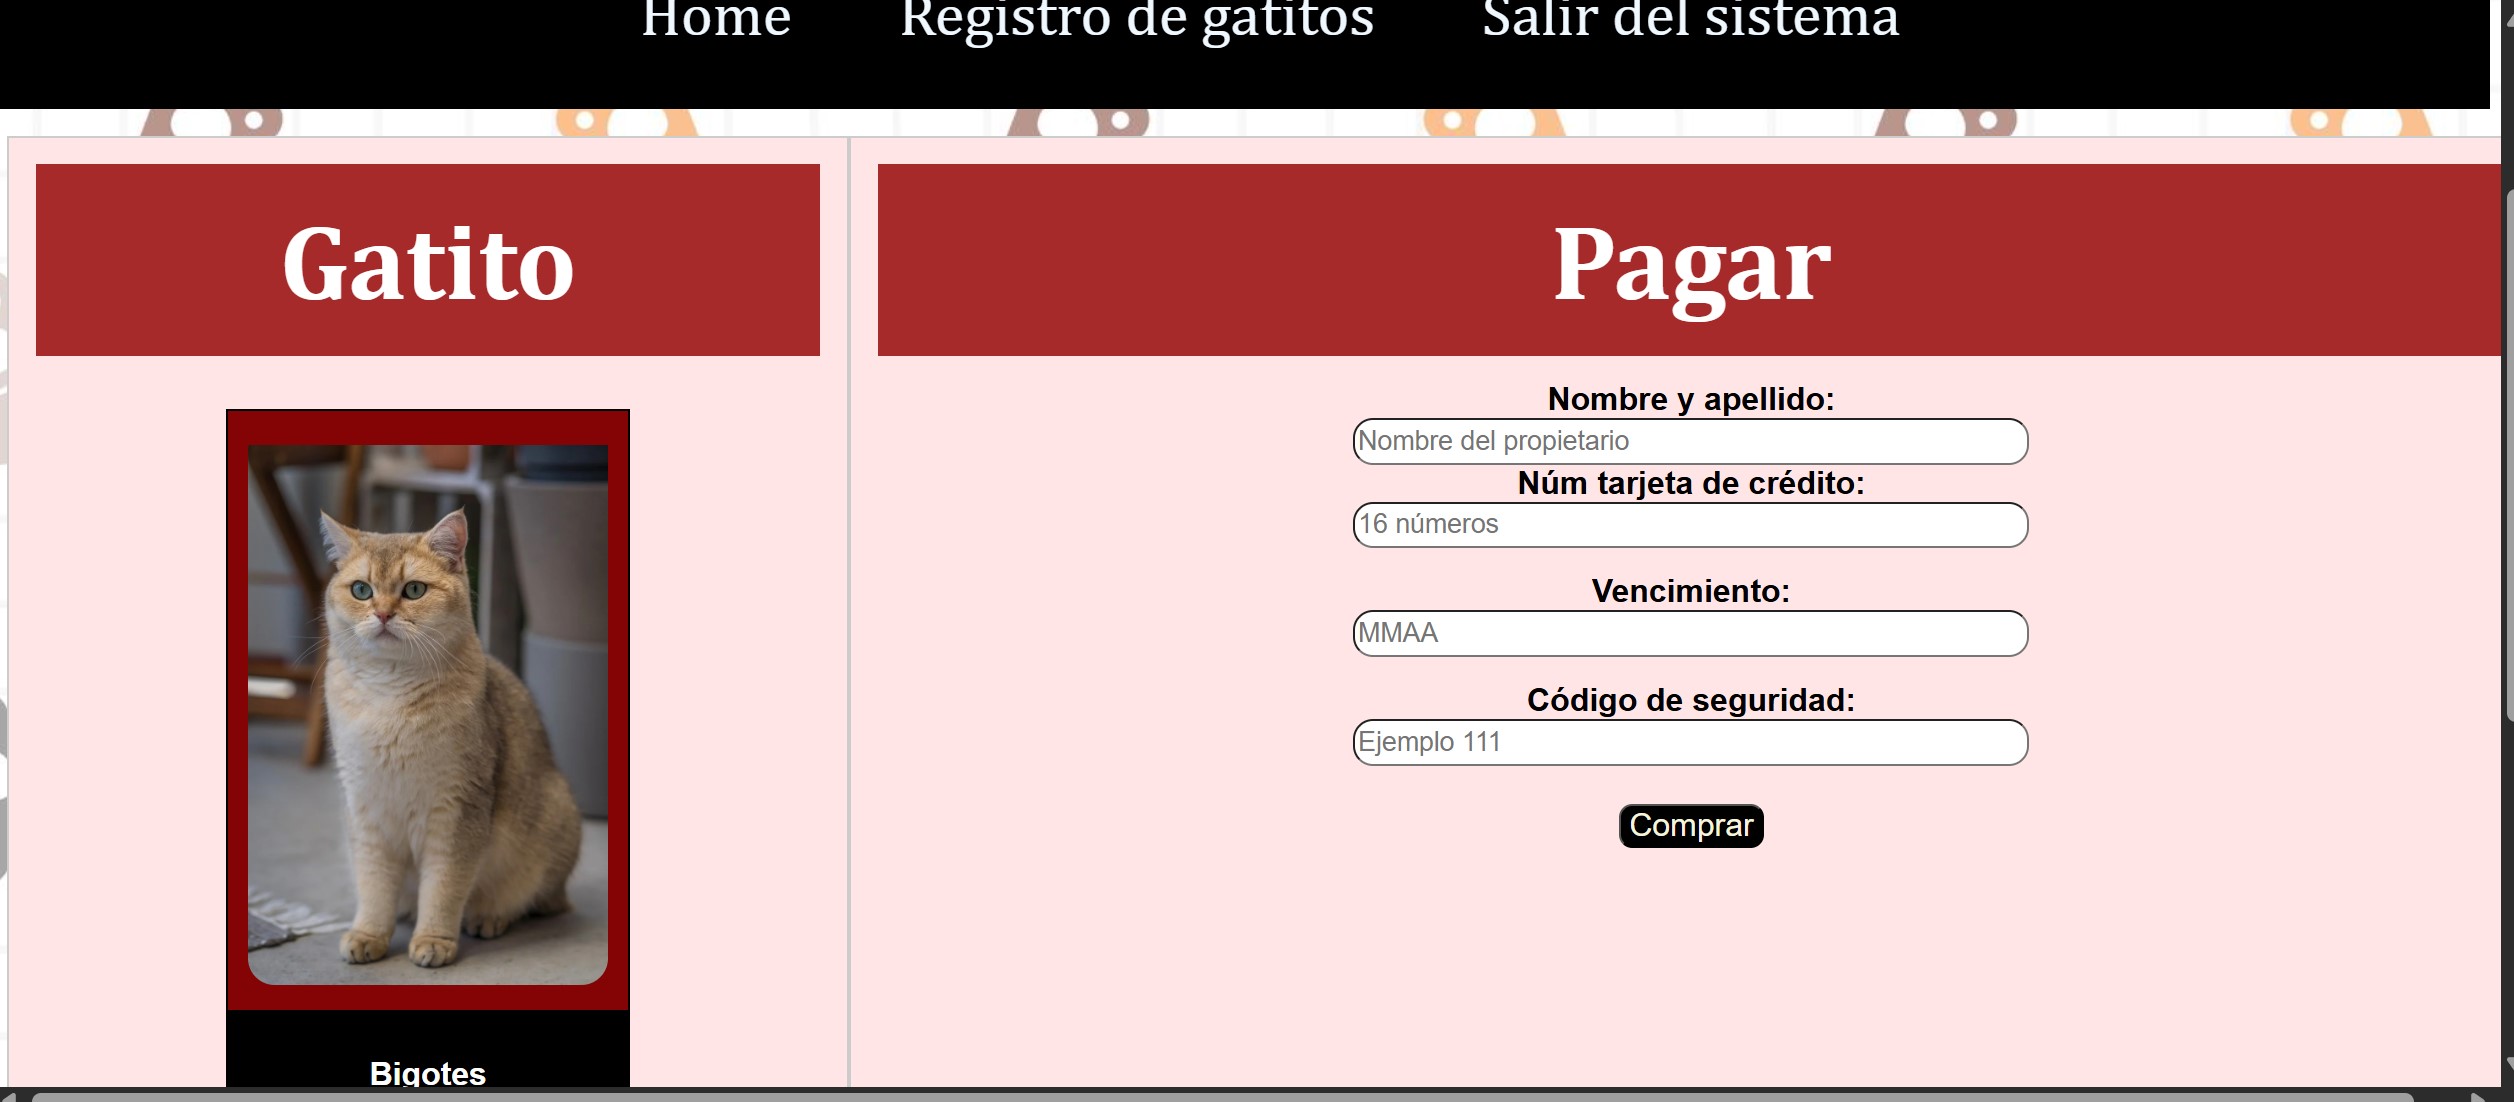 Home Registro de gatitos Salir del sistema
Gatito
Pagar
Nombre y apellido:
Nombre del propietario
Núm tarjeta de crédito:
16 números
Vencimiento:
MMAA
Código de seguridad:
Ejemplo 111
Comprar
Bigotes